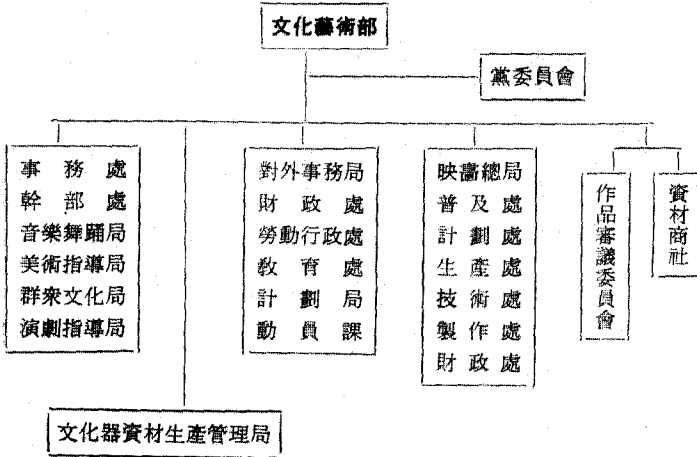 文化藝術部
黨委員會
事務處
幹部處
音樂舞踊局
美術指導局
群衆文化局
演劇指導局
對外事務局
財政處
勞動行政處
教育處
計劃局
動員課
映畵總局
普及處
計劃處
生產處
技術處
製作處
財政處
作品審議委員會
資材商社
文化器資材生產管理局